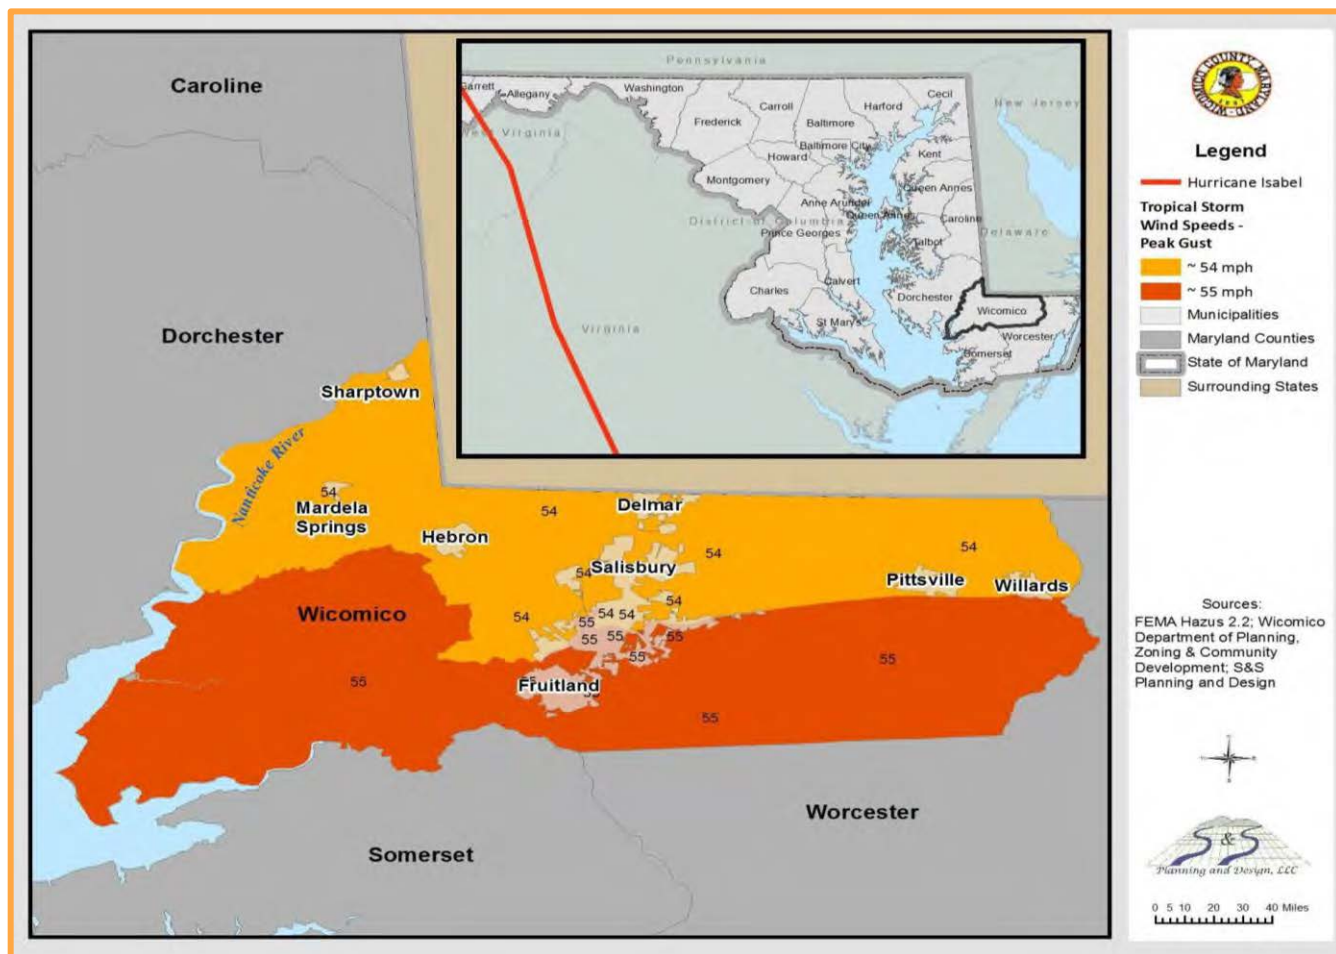 Caroline
Dorchester
Sharptown
Nanticoke River
54
Mardela
Springs
Hebron
54
Delmar
54
54
Salisbury
54
Pittsville
Willards
54
54
54
54
55
55
55
55
55
Wicomico
55
55
Fruitland
55
Worcester
Somerset
Pennsylvania
Garrett
Allegany
Washington
Carroll
Harford
Cecil
New Jersey
Frederick
Baltimore
West Virginia
Baltimore City
Howard
Kent
Montgomery
Queen Annes
Anne Arundel
Queen Annes
District of Columbia
Caroline
Prince Georges
Delaware
Talbot
Calvert
Charles
Dorchester
Wicomico
St Marys
Virginia
Worcester
Somerset
WICOMICO COUNTY, MARYLAND
1867
Legend
Hurricane Isabel
Tropical Storm
Wind Speeds -
Peak Gust
~ 54 mph
~ 55 mph
Municipalities
Maryland Counties
State of Maryland
Surrounding States
Sources:
FEMA Hazus 2.2; Wicomico
Department of Planning,
Zoning & Community
Development; S&S
Planning and Design
S & S
Planning and Design, LLC
0 5 10 20 30 40 Miles